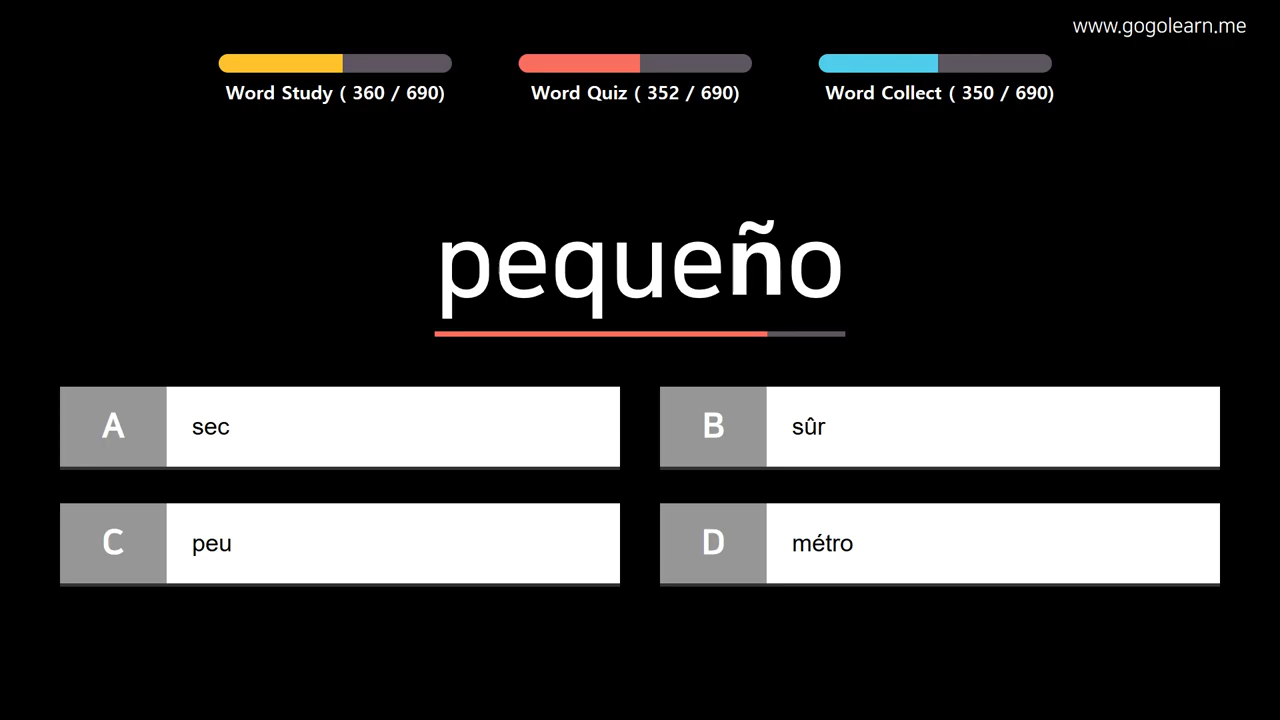 www.gogolearn.me
Word Study ( 360 / 690)
Word Quiz ( 352 / 690)
Word Collect ( 350 / 690)
pequeño
A sec
B sûr
C peu
D métro